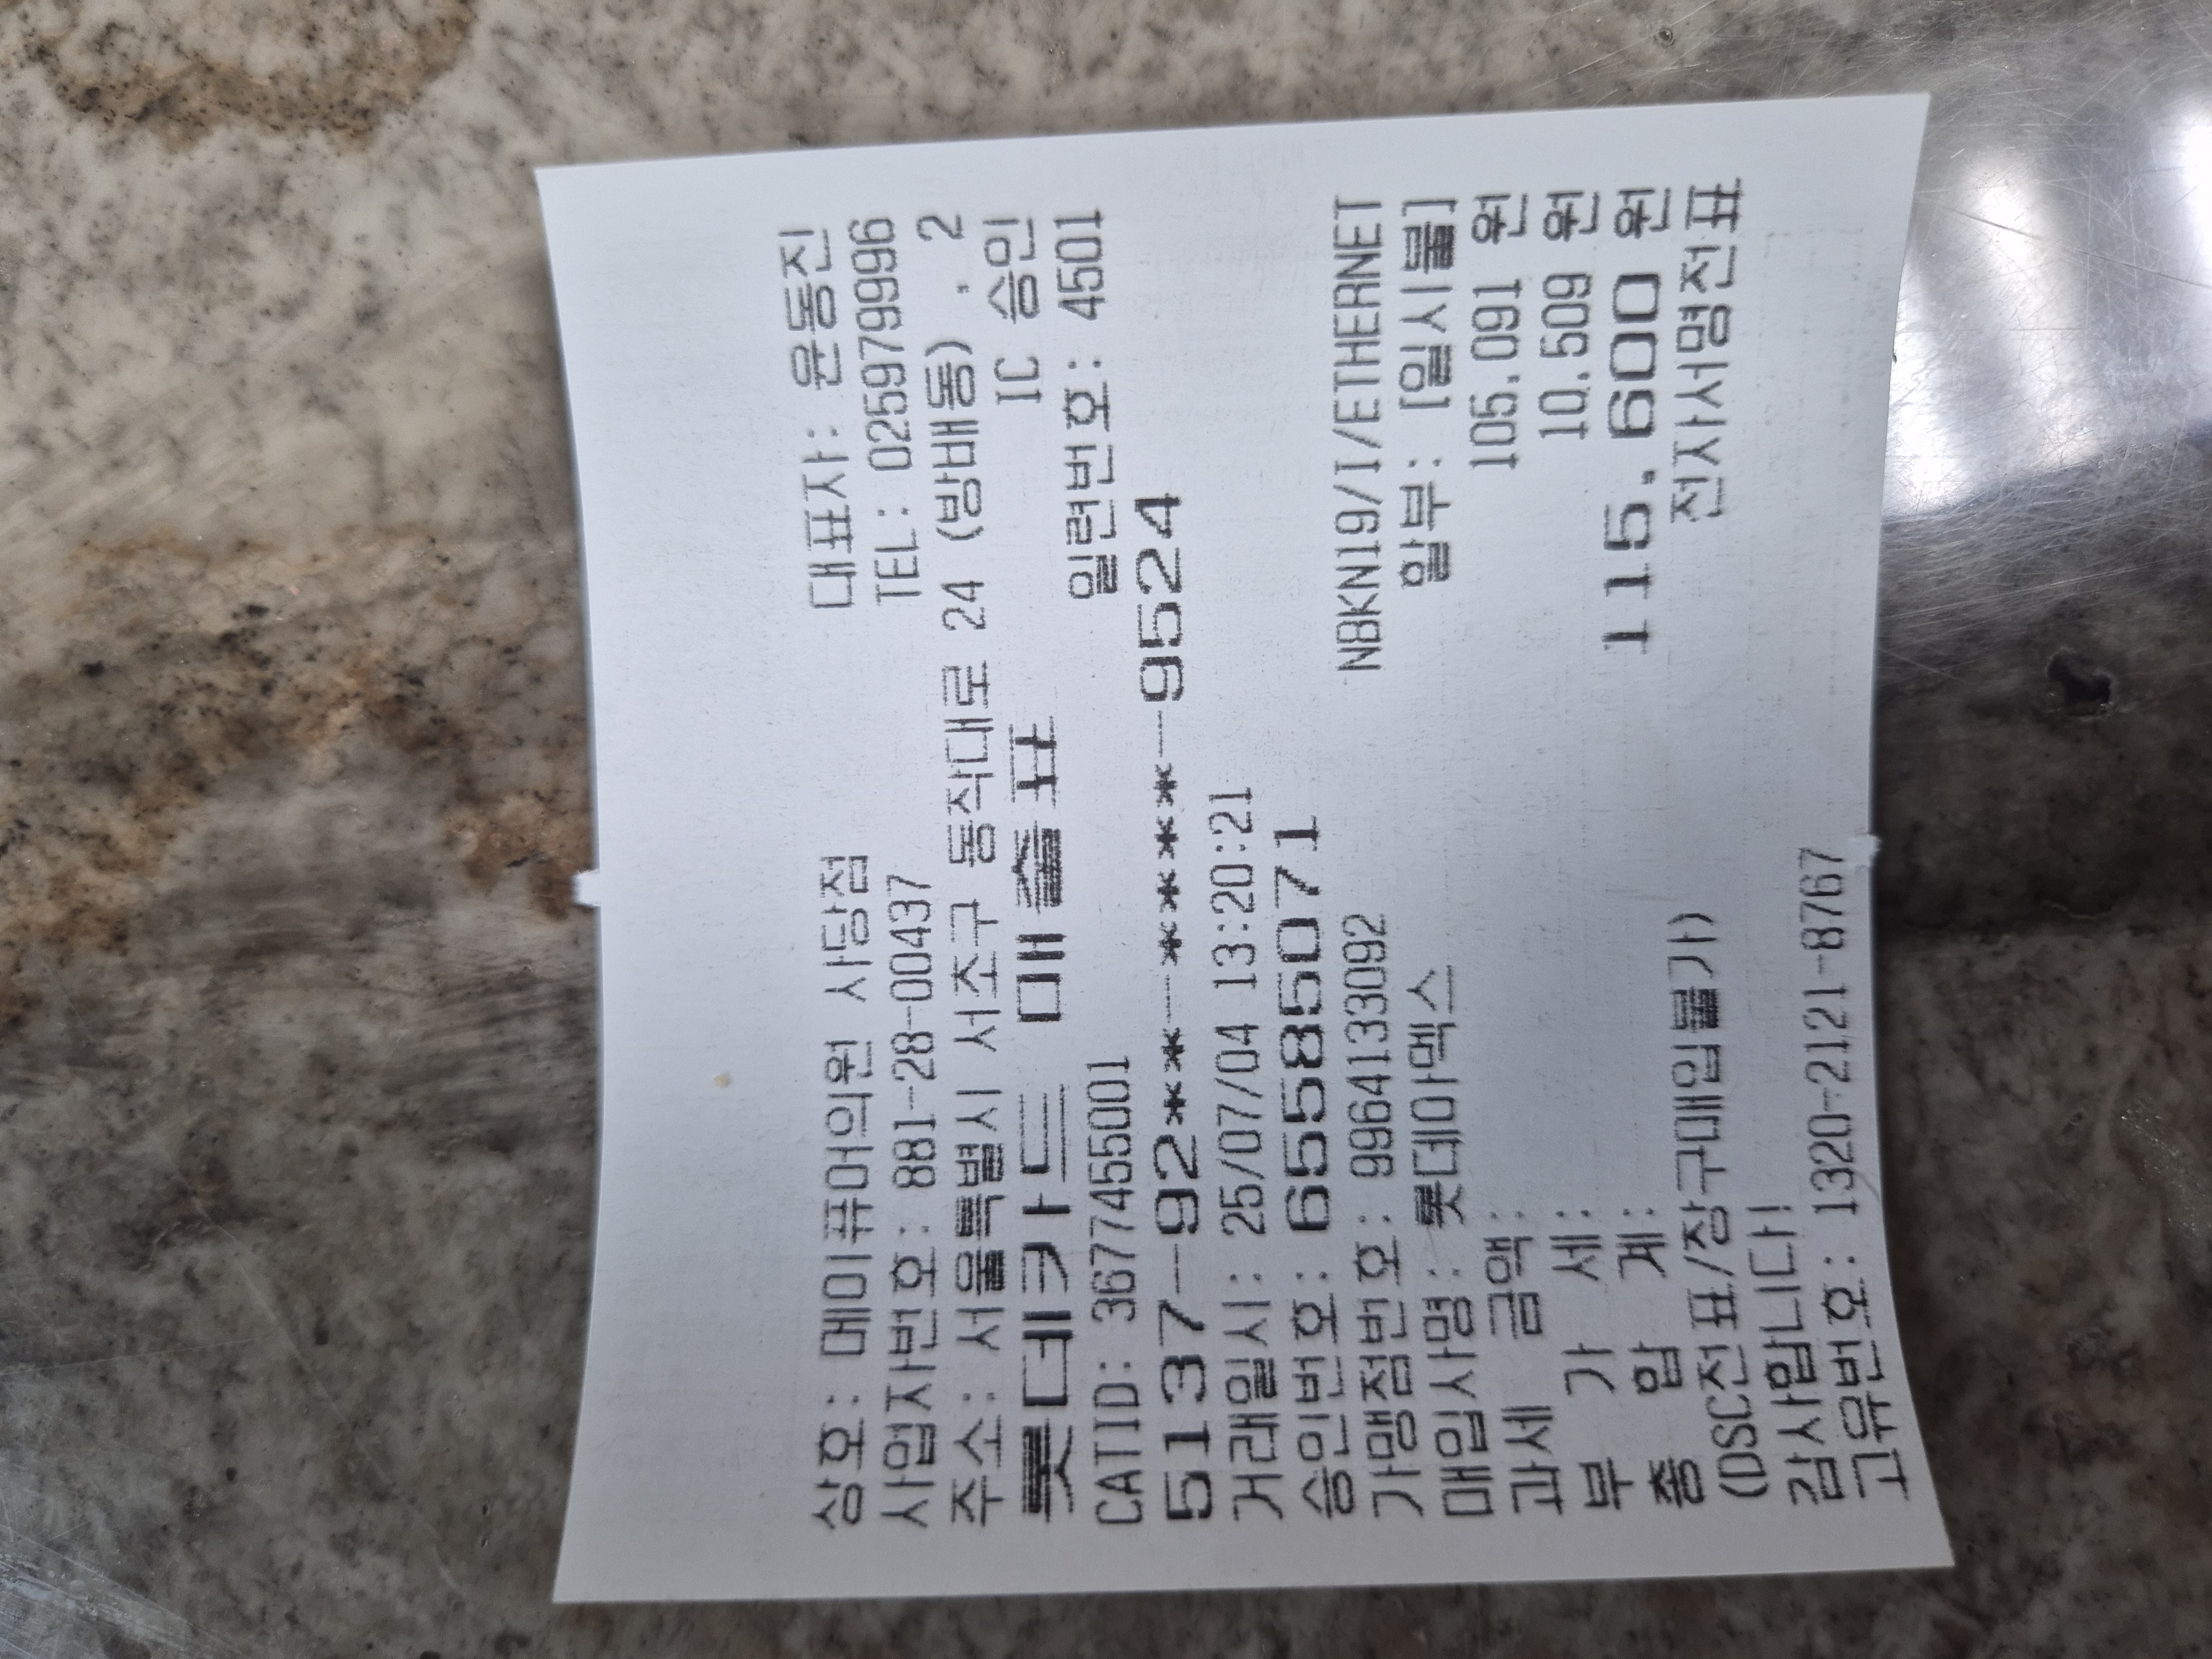 상호: 메이퓨어의원 사당점 대표자: 윤동진
사업자번호: 881-28-00437 TEL: 0259799996
주소: 서울특별시 서초구 동작대로 24 (방배동), 2
롯데카드 매출표 IC 승인
CATID: 3677455001 일련번호: 4501
5137-92**-****-9524
거래일시: 25/07/04 13:20:21
승인번호: 65585071
가맹점번호: 9964133092 NBKN19/I/ETHERNET
매입사명: 롯데아멕스 할부: [일시불]
과세 금액: 105,091 원
부 가 세: 10,509 원
총 합 계: 115,600 원
(DSC전표/창구매입불가) 전자서명전표
감사합니다!
고유번호: 1320-2121-8767